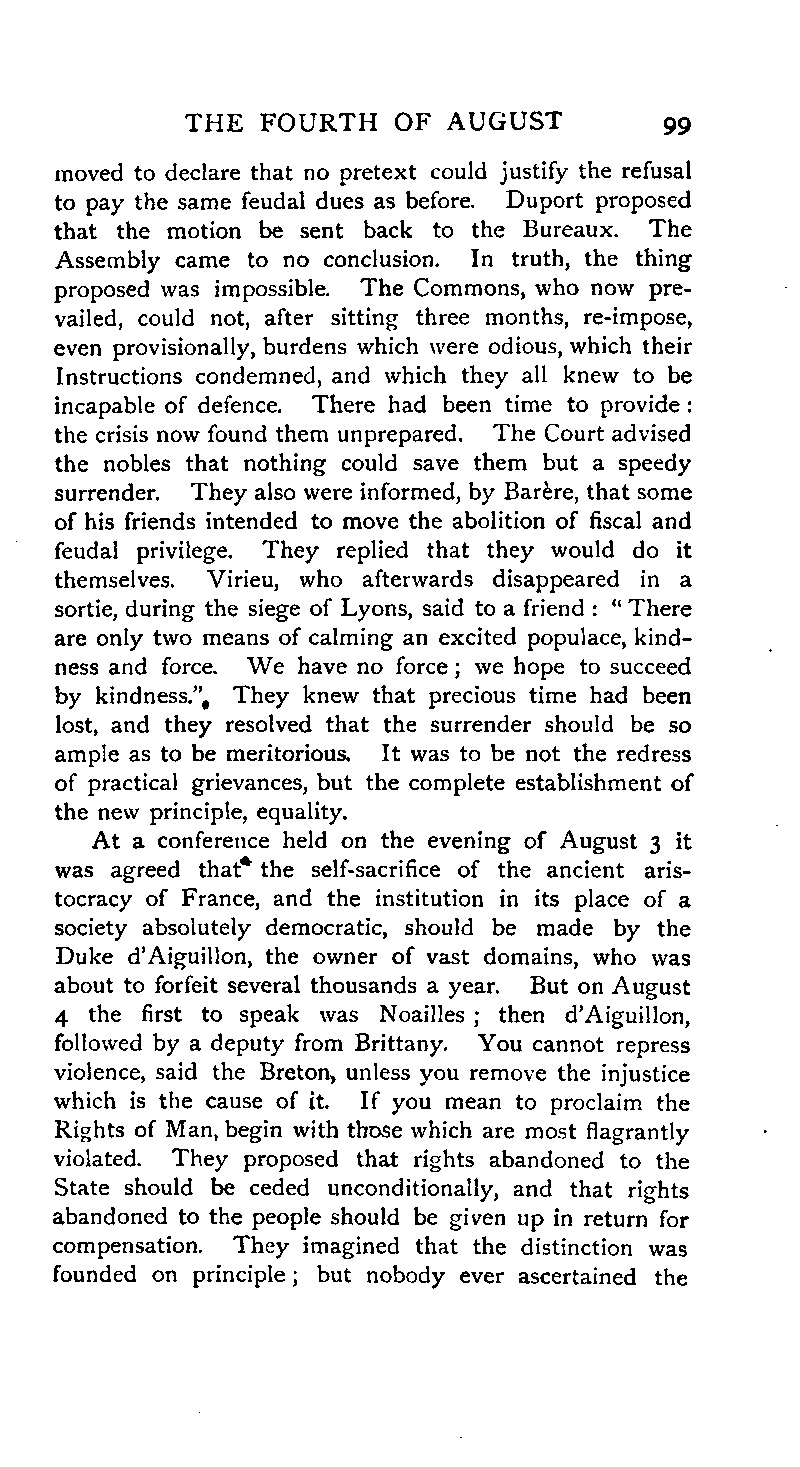 THE FOURTH OF AUGUST 99
moved to declare that no pretext could justify the refusal
to pay the same feudal dues as before. Duport proposed
that the motion be sent back to the Bureaux. The
Assembly came to no conclusion. In truth, the thing
proposed was impossible. The Commons, who now pre-
vailed, could not, after sitting three months, re-impose,
even provisionally, burdens which were odious, which their
Instructions condemned, and which they all knew to be
incapable of defence. There had been time to provide :
the crisis now found them unprepared. The Court advised
the nobles that nothing could save them but a speedy
surrender. They also were informed, by Barère, that some
of his friends intended to move the abolition of fiscal and
feudal privilege. They replied that they would do it
themselves. Virieu, who afterwards disappeared in a
sortie, during the siege of Lyons, said to a friend : “ There
are only two means of calming an excited populace, kind-
ness and force. We have no force ; we hope to succeed
by kindness.” They knew that precious time had been
lost, and they resolved that the surrender should be so
ample as to be meritorious. It was to be not the redress
of practical grievances, but the complete establishment of
the new principle, equality.
At a conference held on the evening of August 3 it
was agreed that the self-sacrifice of the ancient aris-
tocracy of France, and the institution in its place of a
society absolutely democratic, should be made by the
Duke d’Aiguillon, the owner of vast domains, who was
about to forfeit several thousands a year. But on August
4 the first to speak was Noailles ; then d’Aiguillon,
followed by a deputy from Brittany. You cannot repress
violence, said the Breton, unless you remove the injustice
which is the cause of it. If you mean to proclaim the
Rights of Man, begin with those which are most flagrantly
violated. They proposed that rights abandoned to the
State should be ceded unconditionally, and that rights
abandoned to the people should be given up in return for
compensation. They imagined that the distinction was
founded on principle ; but nobody ever ascertained the